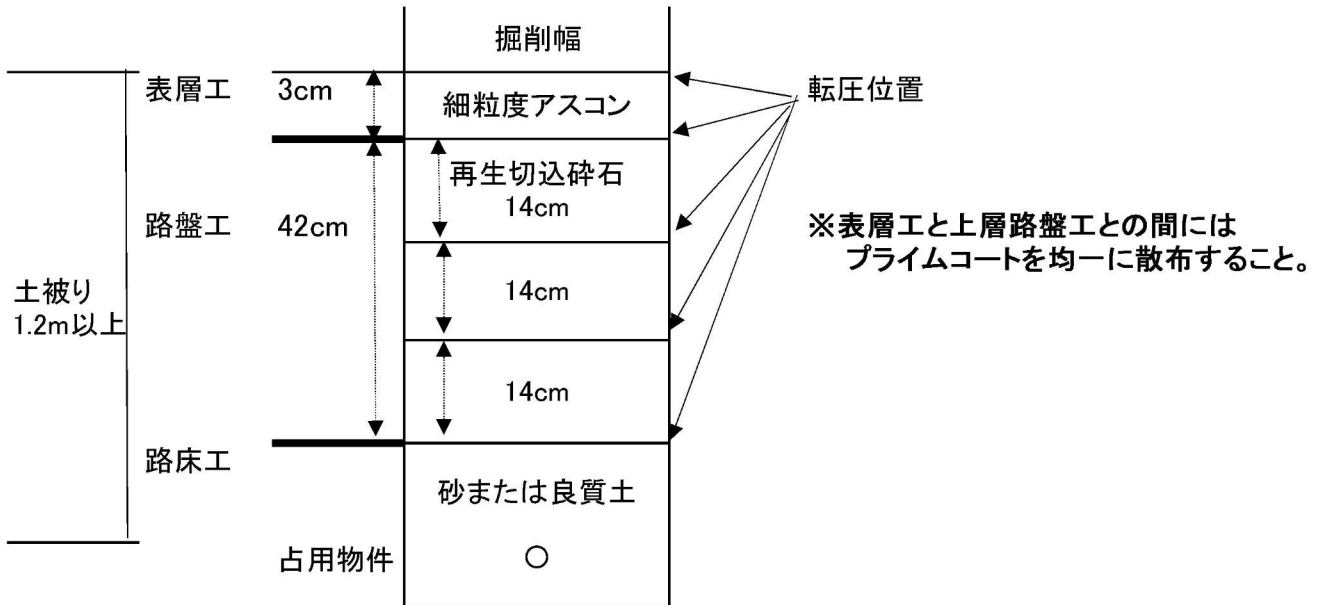 掘削幅
表層工
3cm
細粒度アスコン
転圧位置
再生切込砕石
14cm
路盤工
42cm
※表層工と上層路盤工との間には
プライムコートを均一に散布すること。
土被り
1.2m以上
14cm
14cm
路床工
砂または良質土
占用物件